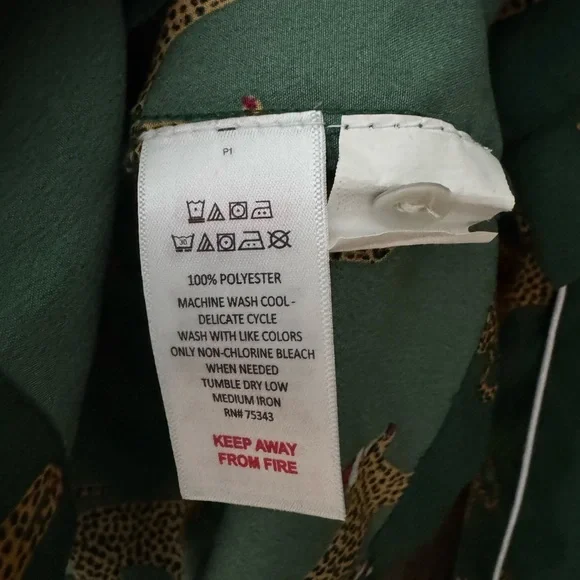 P1
30
100% POLYESTER
MACHINE WASH COOL -
DELICATE CYCLE
WASH WITH LIKE COLORS
ONLY NON-CHLORINE BLEACH
WHEN NEEDED
TUMBLE DRY LOW
MEDIUM IRON
RN# 75343
KEEP AWAY
FROM FIRE